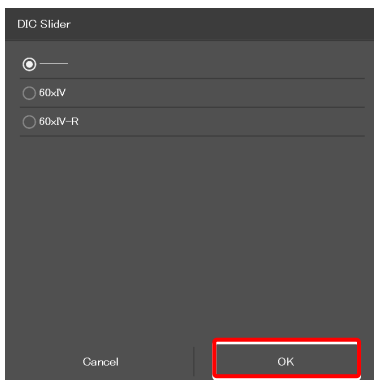 DIC Slider
———
60xIV
60xIV-R
Cancel
OK